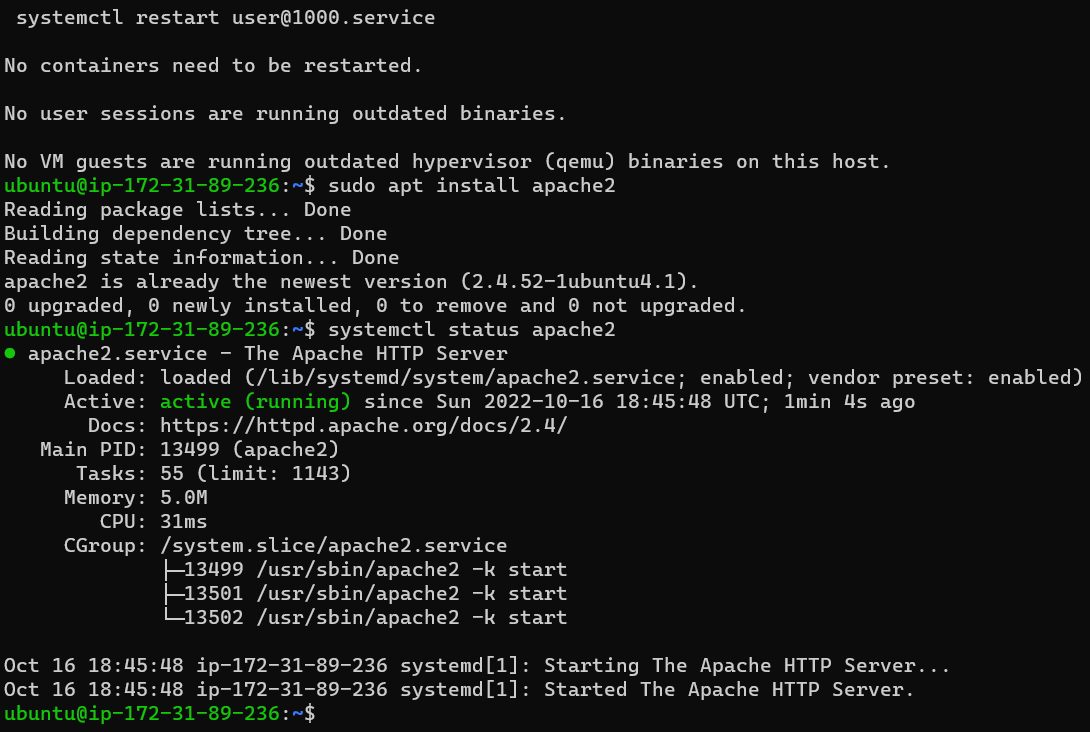 systemctl restart user@1000.service
No containers need to be restarted.
No user sessions are running outdated binaries.
No VM guests are running outdated hypervisor (qemu) binaries on this host.
ubuntu@ip-172-31-89-236:~$ sudo apt install apache2
Reading package lists... Done
Building dependency tree... Done
Reading state information... Done
apache2 is already the newest version (2.4.52-1ubuntu4.1).
0 upgraded, 0 newly installed, 0 to remove and 0 not upgraded.
ubuntu@ip-172-31-89-236:~$ systemctl status apache2
● apache2.service - The Apache HTTP Server
Loaded: loaded (/lib/systemd/system/apache2.service; enabled; vendor preset: enabled)
Active: active (running) since Sun 2022-10-16 18:45:48 UTC; 1min 4s ago
Docs: https://httpd.apache.org/docs/2.4/
Main PID: 13499 (apache2)
Tasks: 55 (limit: 1143)
Memory: 5.0M
CPU: 31ms
CGroup: /system.slice/apache2.service
├─13499 /usr/sbin/apache2 -k start
├─13501 /usr/sbin/apache2 -k start
└─13502 /usr/sbin/apache2 -k start
Oct 16 18:45:48 ip-172-31-89-236 systemd[1]: Starting The Apache HTTP Server...
Oct 16 18:45:48 ip-172-31-89-236 systemd[1]: Started The Apache HTTP Server.
ubuntu@ip-172-31-89-236:~$